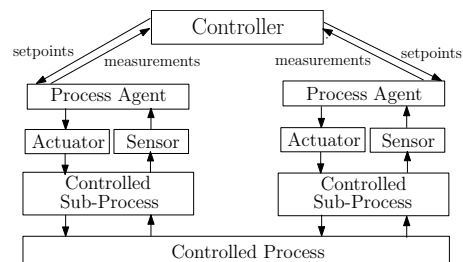 Controller
setpoints
measurements
measurements
setpoints
Process Agent
Process Agent
Actuator
Sensor
Actuator
Sensor
Controlled
Sub-Process
Controlled
Sub-Process
Controlled Process